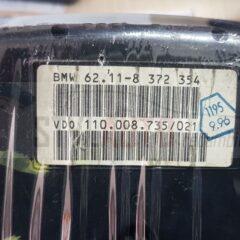 BMW 62.11-8 372 354
VDO 110.008.735/021
1195
9.96